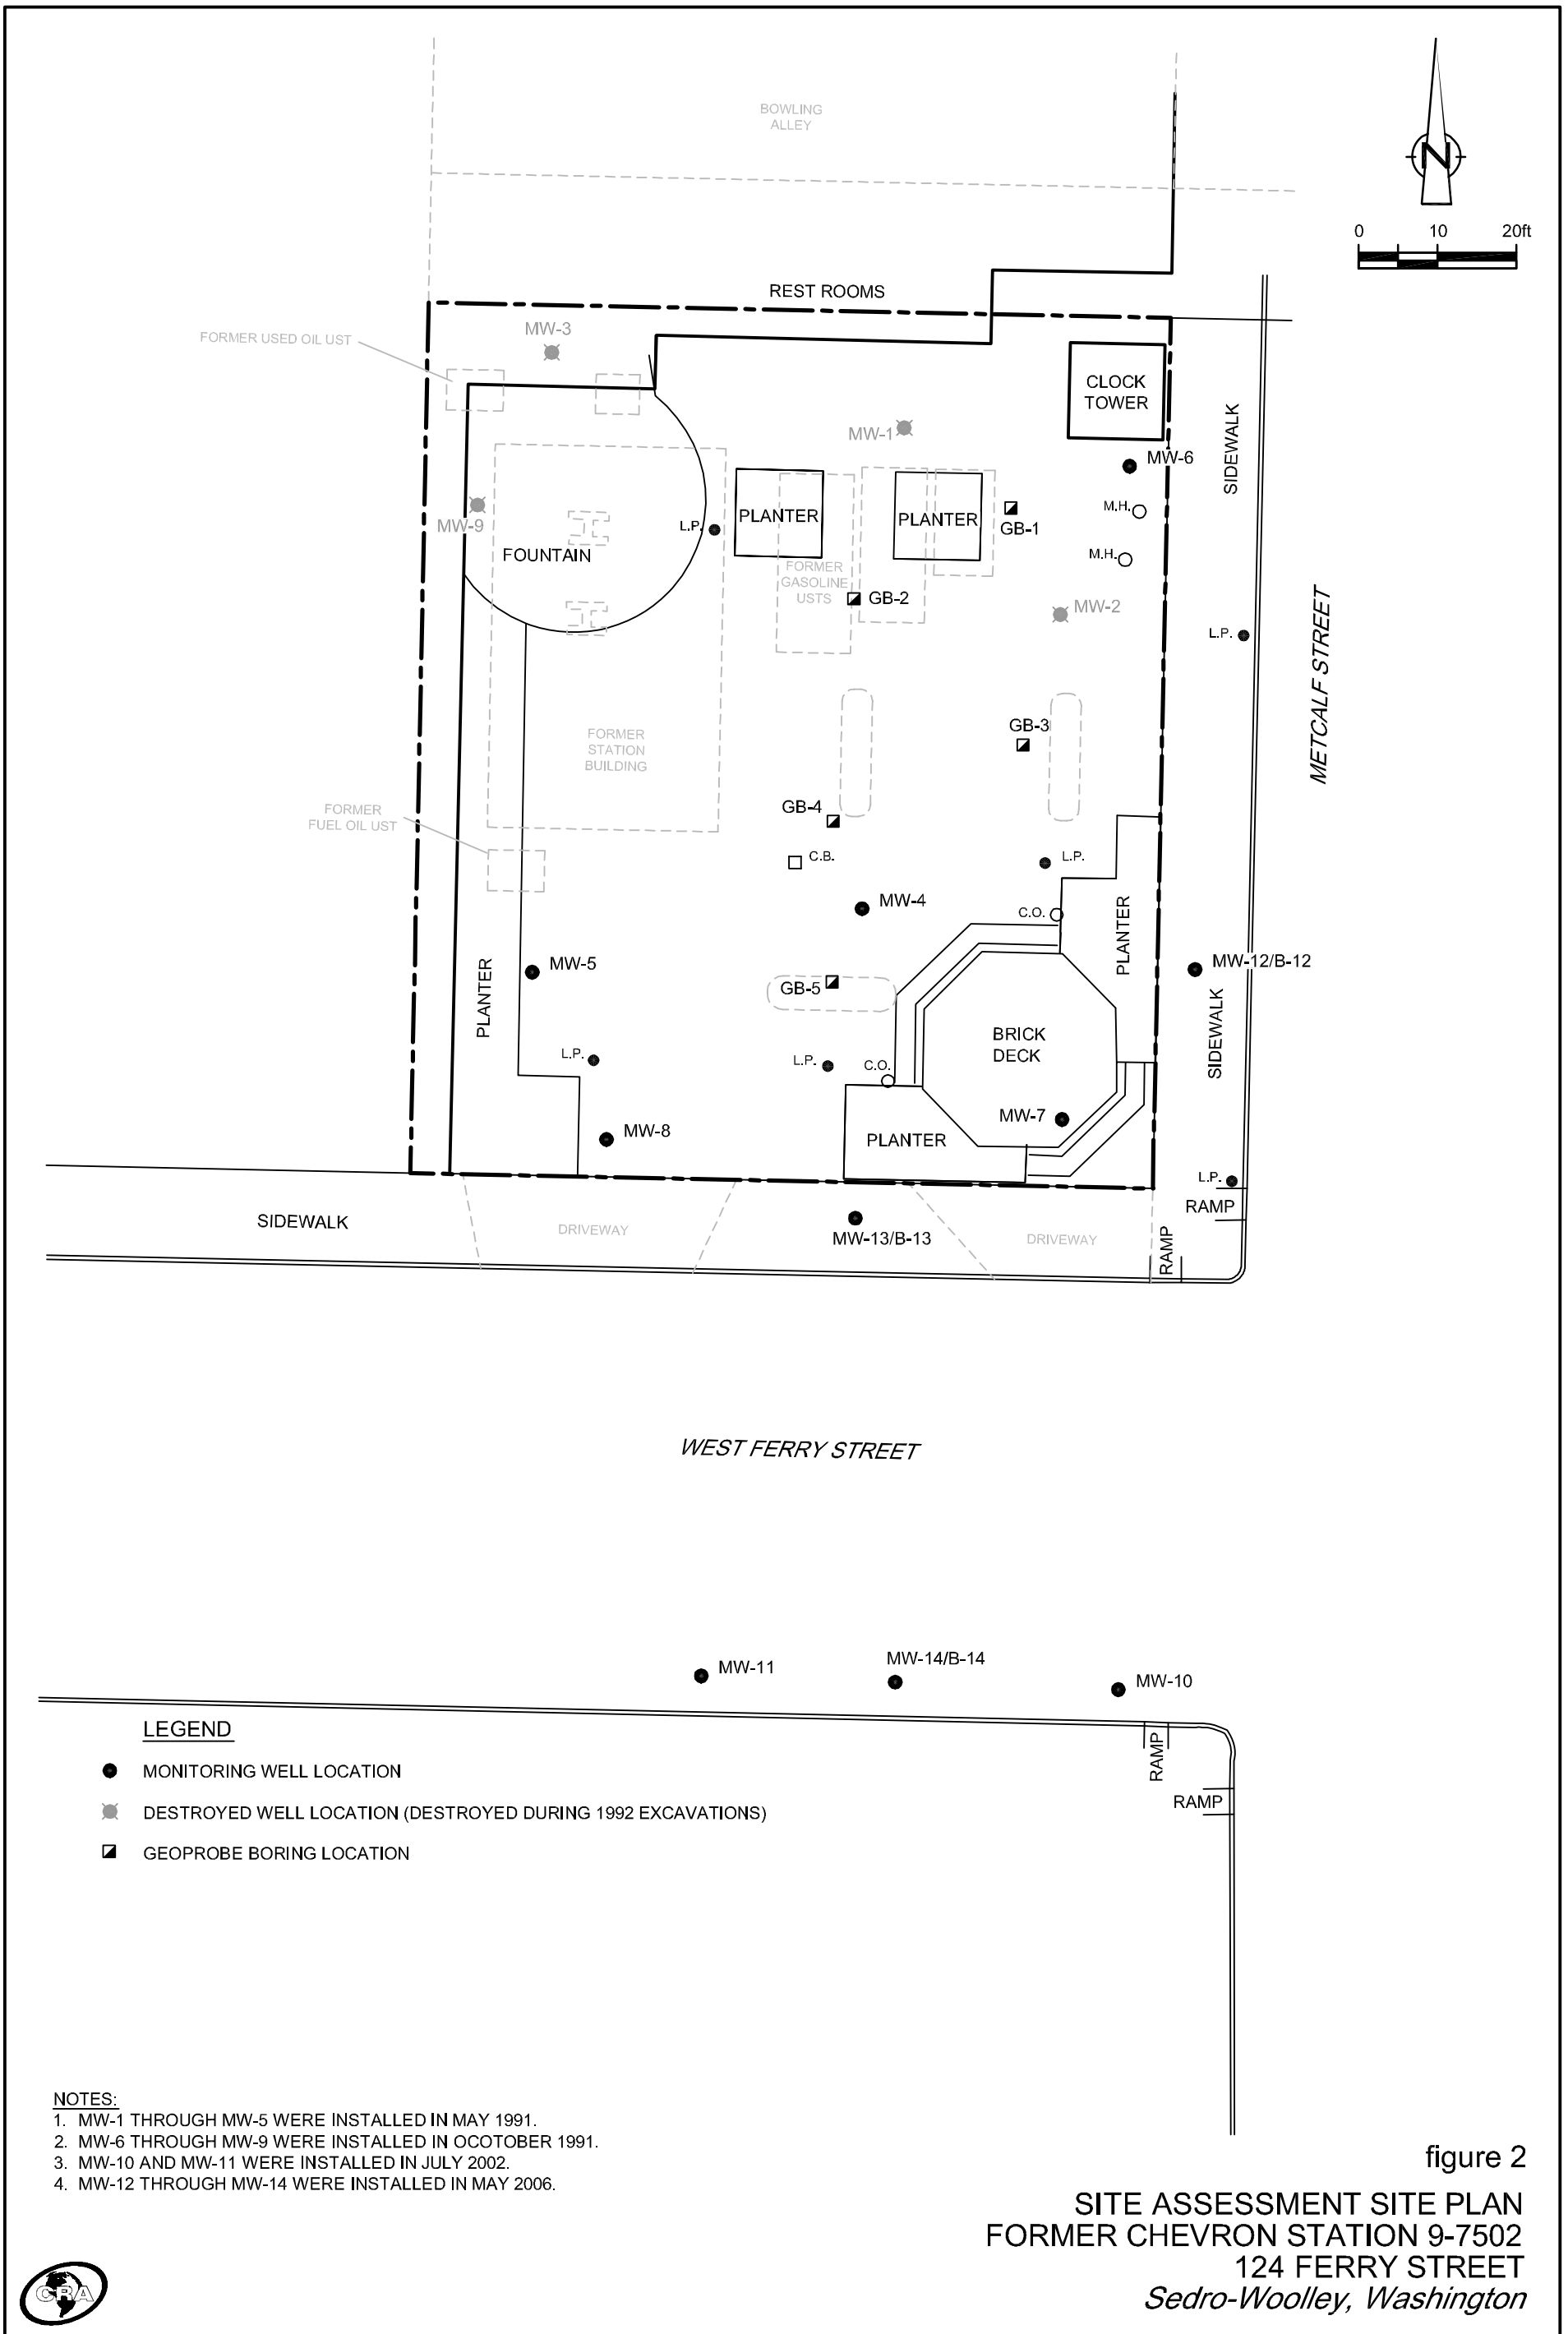 BOWLING
ALLEY
N
0 10 20ft
REST ROOMS
MW-3
FORMER USED OIL UST
CLOCK
TOWER
SIDEWALK
MW-1
MW-6
MW-9
L.P.
PLANTER
PLANTER
GB-1
M.H.
FOUNTAIN
M.H.
FORMER
GASOLINE
USTS
GB-2
MW-2
L.P.
METCALF STREET
FORMER
STATION
BUILDING
GB-3
FORMER
FUEL OIL UST
GB-4
C.B.
L.P.
MW-4
C.O.
PLANTER
MW-5
MW-12/B-12
PLANTER
GB-5
BRICK
DECK
SIDEWALK
L.P.
L.P.
C.O.
MW-7
MW-8
PLANTER
L.P.
RAMP
SIDEWALK
DRIVEWAY
MW-13/B-13
DRIVEWAY
RAMP
WEST FERRY STREET
MW-11
MW-14/B-14
MW-10
RAMP
RAMP
LEGEND
MONITORING WELL LOCATION
DESTROYED WELL LOCATION (DESTROYED DURING 1992 EXCAVATIONS)
GEOPROBE BORING LOCATION
NOTES:
1. MW-1 THROUGH MW-5 WERE INSTALLED IN MAY 1991.
2. MW-6 THROUGH MW-9 WERE INSTALLED IN OCOTOBER 1991.
3. MW-10 AND MW-11 WERE INSTALLED IN JULY 2002.
4. MW-12 THROUGH MW-14 WERE INSTALLED IN MAY 2006.
figure 2
SITE ASSESSMENT SITE PLAN
FORMER CHEVRON STATION 9-7502
124 FERRY STREET
Sedro-Woolley, Washington
CRA